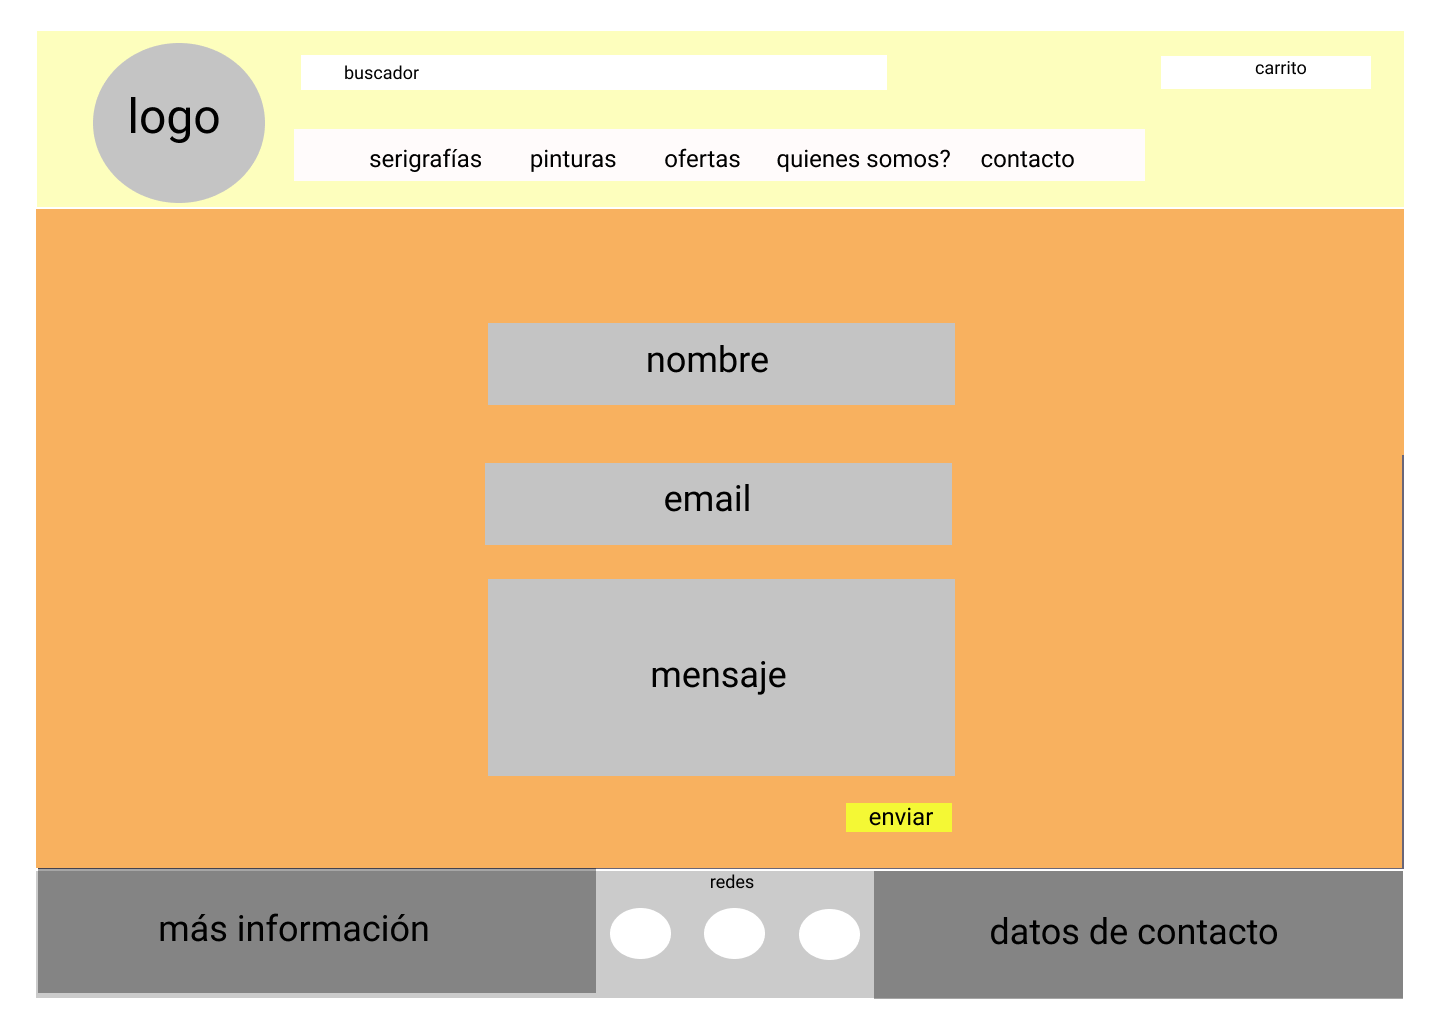 logo
buscador
carrito
serigrafías pinturas ofertas quienes somos? contacto
nombre
email
mensaje
enviar
más información
redes
datos de contacto